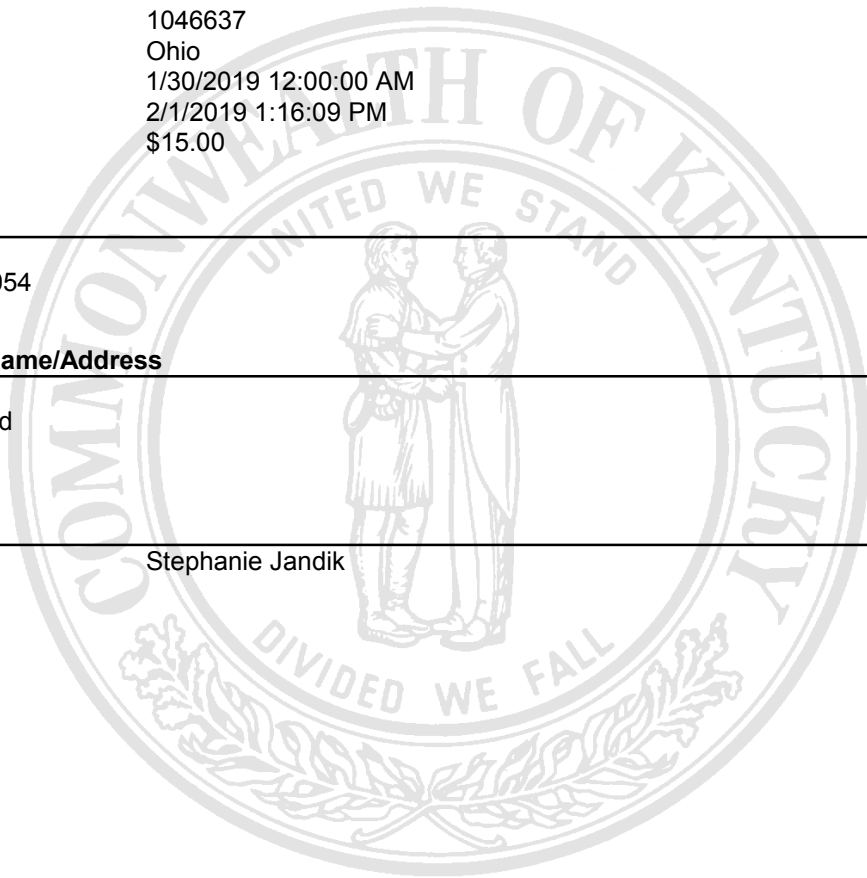 1046637
Ohio
1/30/2019 12:00:00 AM
2/1/2019 1:16:09 PM
$15.00
COMMONWEALTH OF KENTUCKY
UNITED WE STAND
054
ame/Address
d
Stephanie Jandik
DIVIDED WE FALL